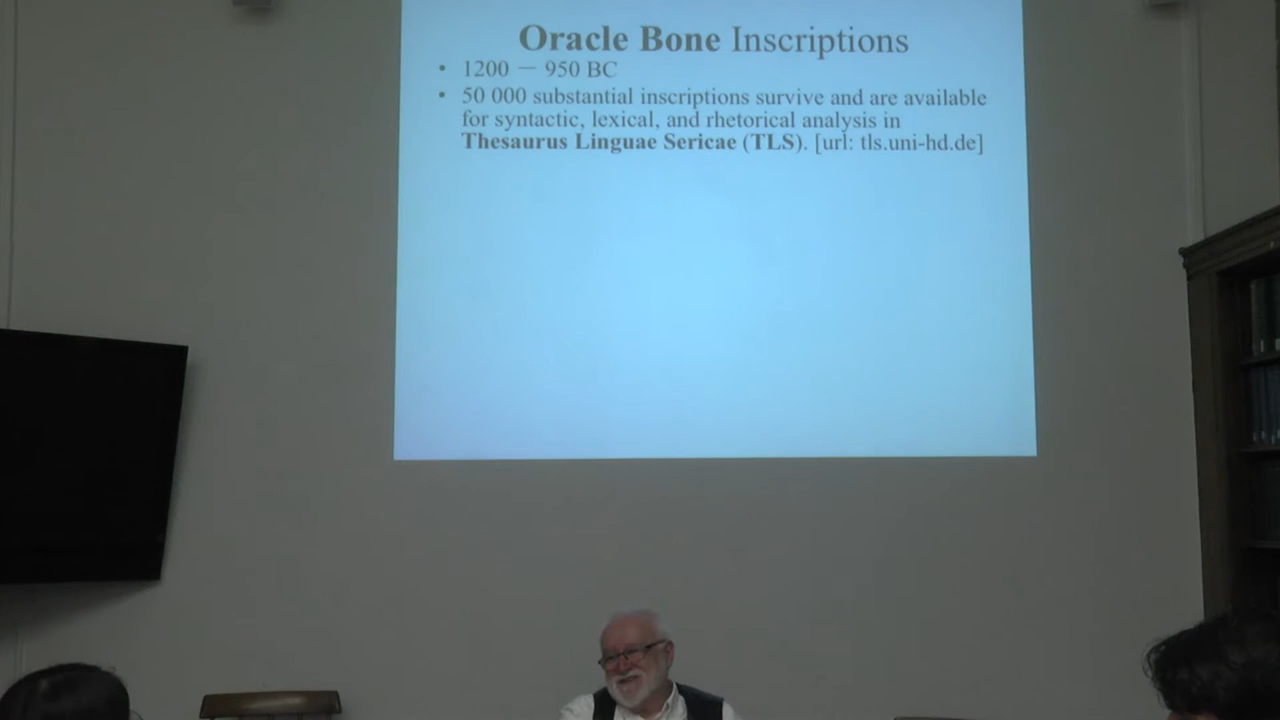 Oracle Bone Inscriptions
• 1200 — 950 BC
• 50 000 substantial inscriptions survive and are available
for syntactic, lexical, and rhetorical analysis in
Thesaurus Linguae Sericae (TLS). [url: tls.uni-hd.de]